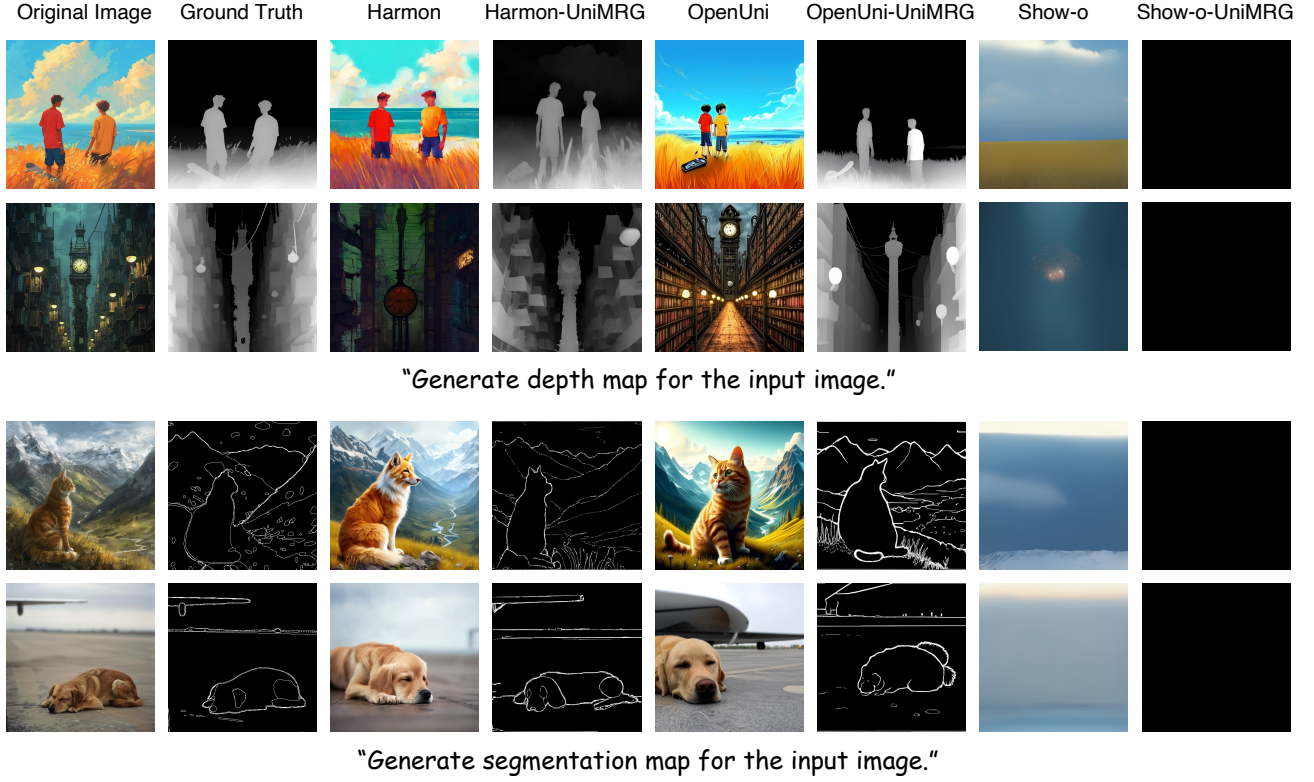 Original Image Ground Truth Harmon Harmon-UniMRG OpenUni OpenUni-UniMRG Show-o Show-o-UniMRG
“Generate depth map for the input image.”
“Generate segmentation map for the input image.”